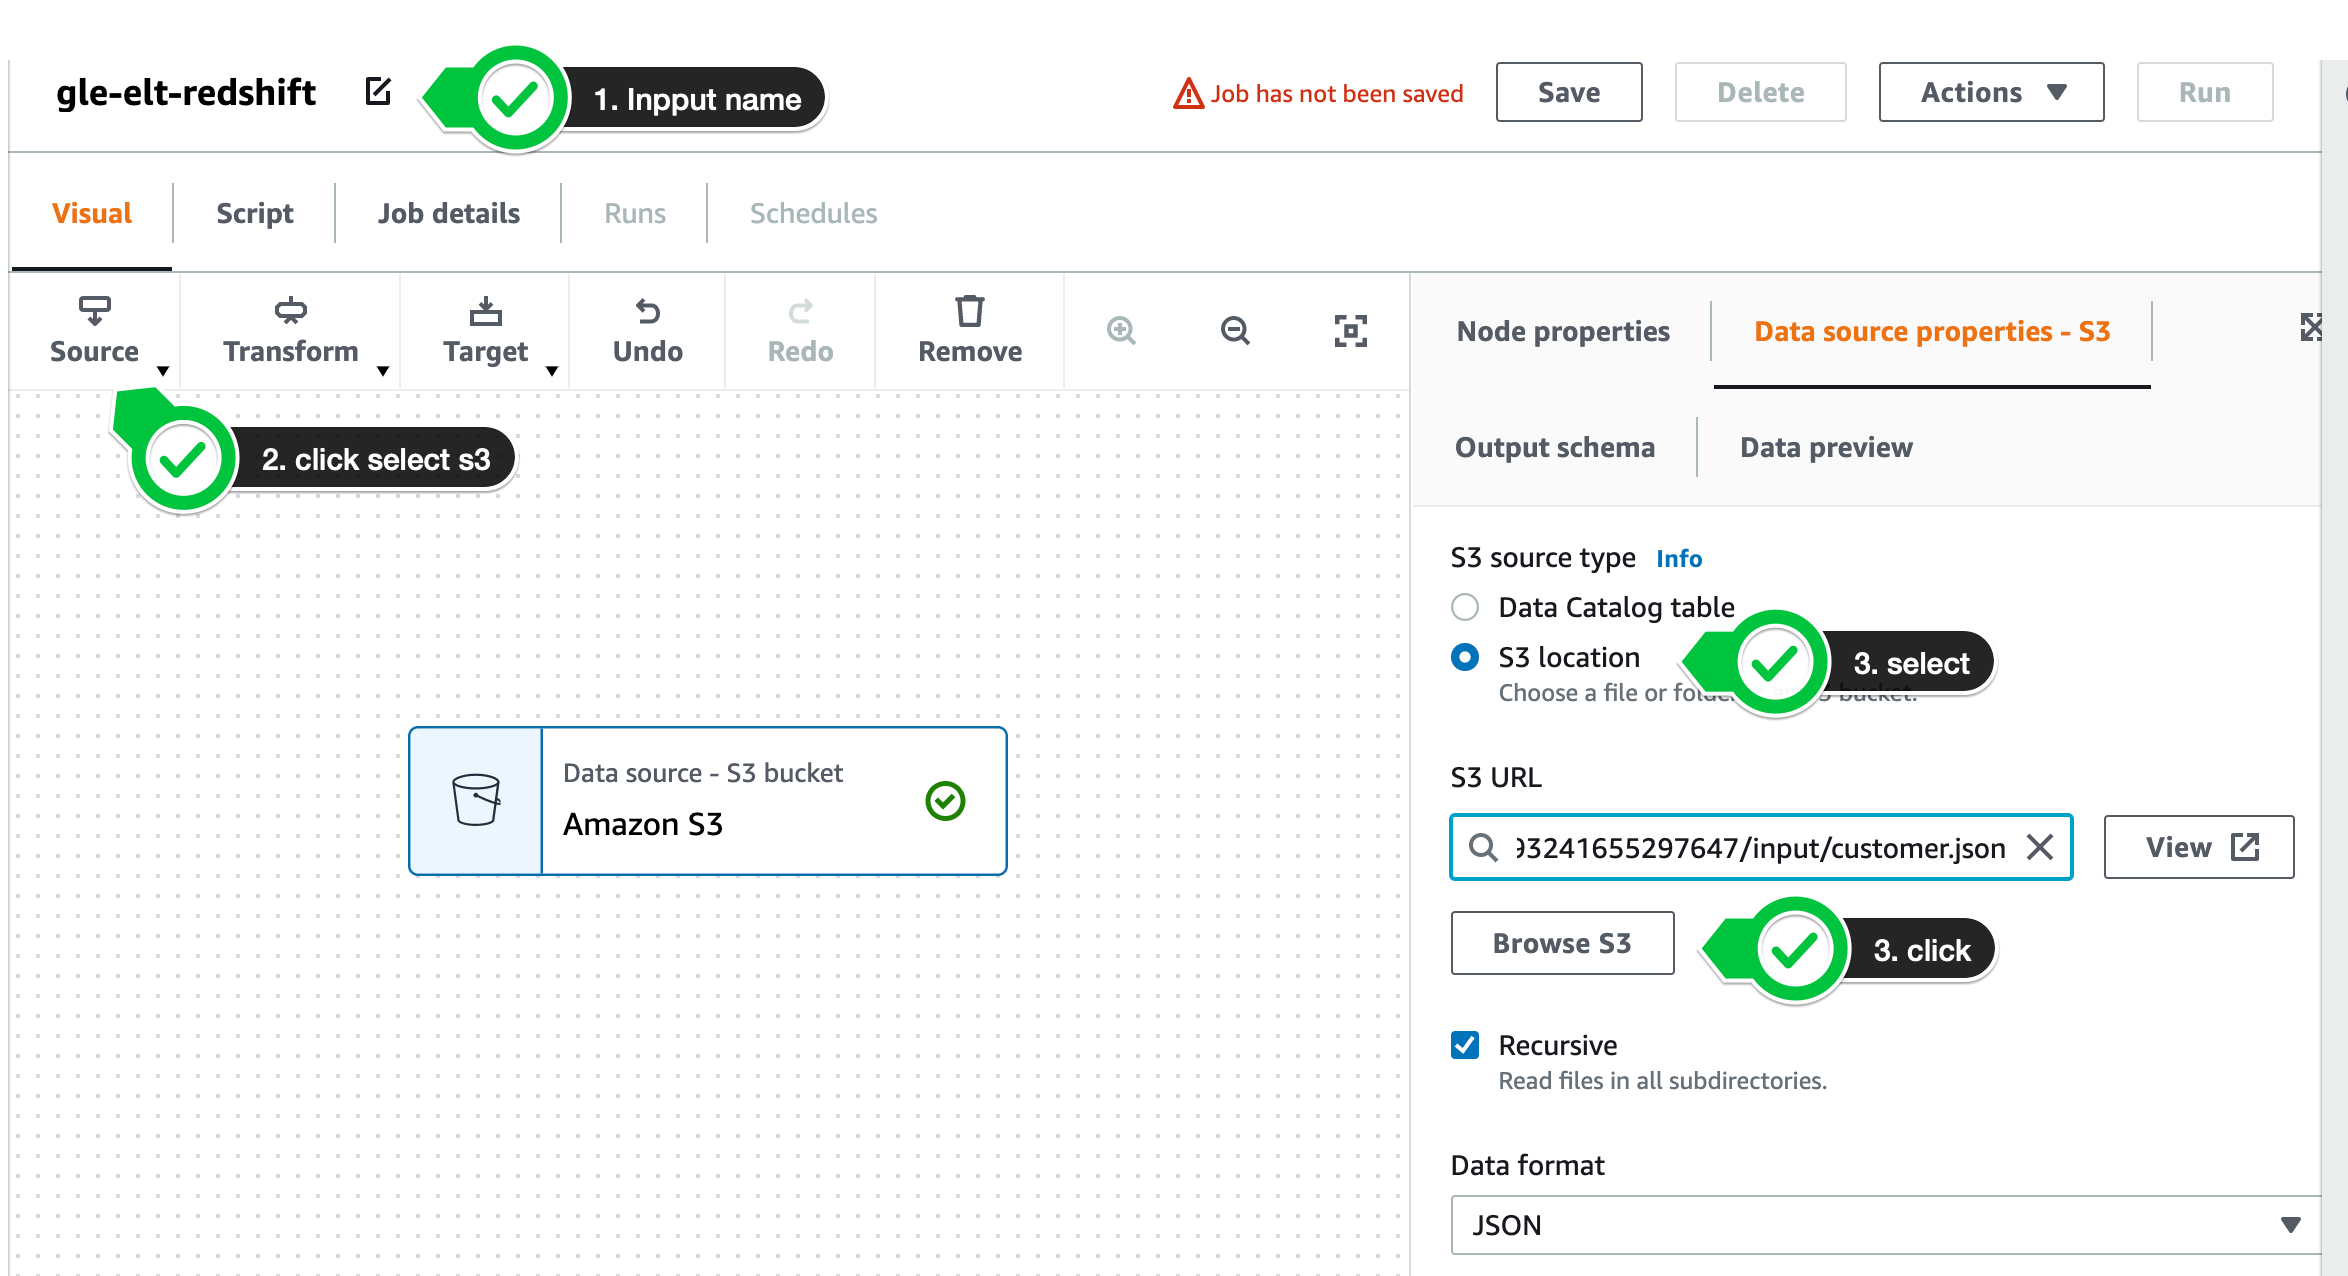 gle-elt-redshift
1. Inpput name
Job has not been saved
Save
Delete
Actions
Run
Visual
Script
Job details
Runs
Schedules
Source
Transform
Target
Undo
Redo
Remove
Node properties
Data source properties - S3
2. click select s3
Output schema
Data preview
S3 source type Info
Data Catalog table
S3 location
3. select
Choose a file or bucket.
Data source - S3 bucket
Amazon S3
S3 URL
93241655297647/input/customer.json
View
Browse S3
3. click
Recursive
Read files in all subdirectories.
Data format
JSON